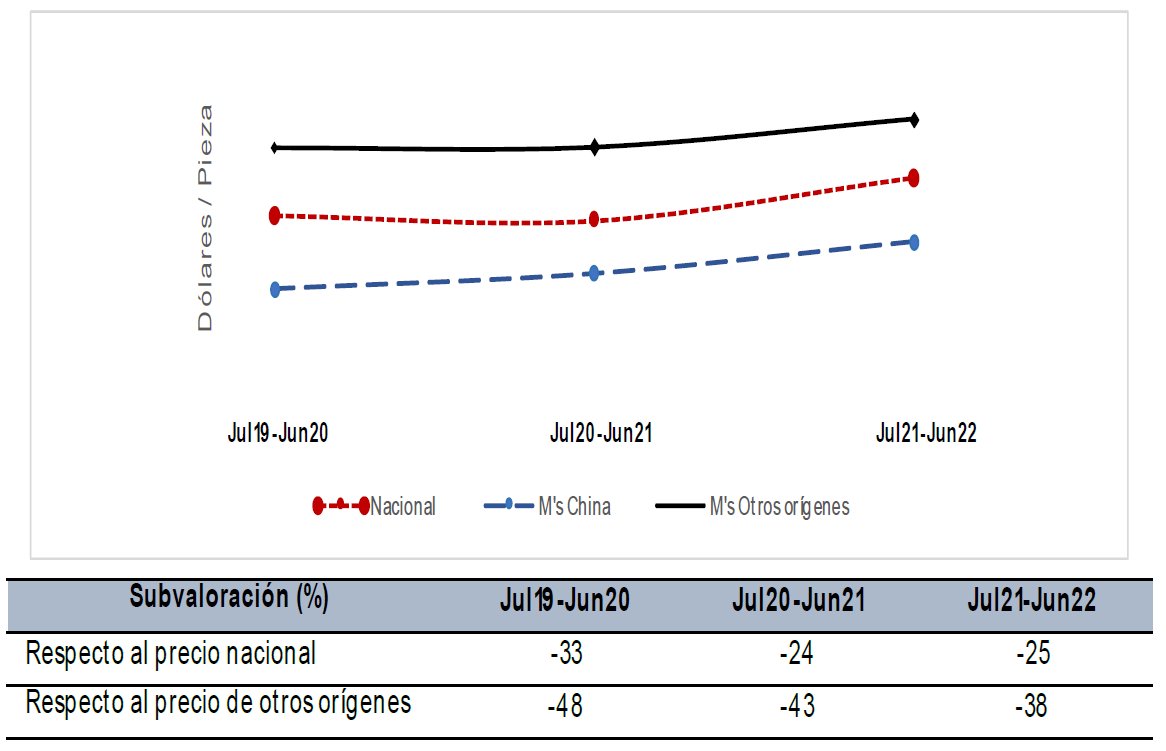 Dólares / Pieza
Jul19-Jun20 Jul20-Jun21 Jul21-Jun22
Nacional M's China M's Otros orígenes
Subvaloración (%) Jul19-Jun20 Jul20-Jun21 Jul21-Jun22
Respecto al precio nacional -33 -24 -25
Respecto al precio de otros orígenes -48 -43 -38